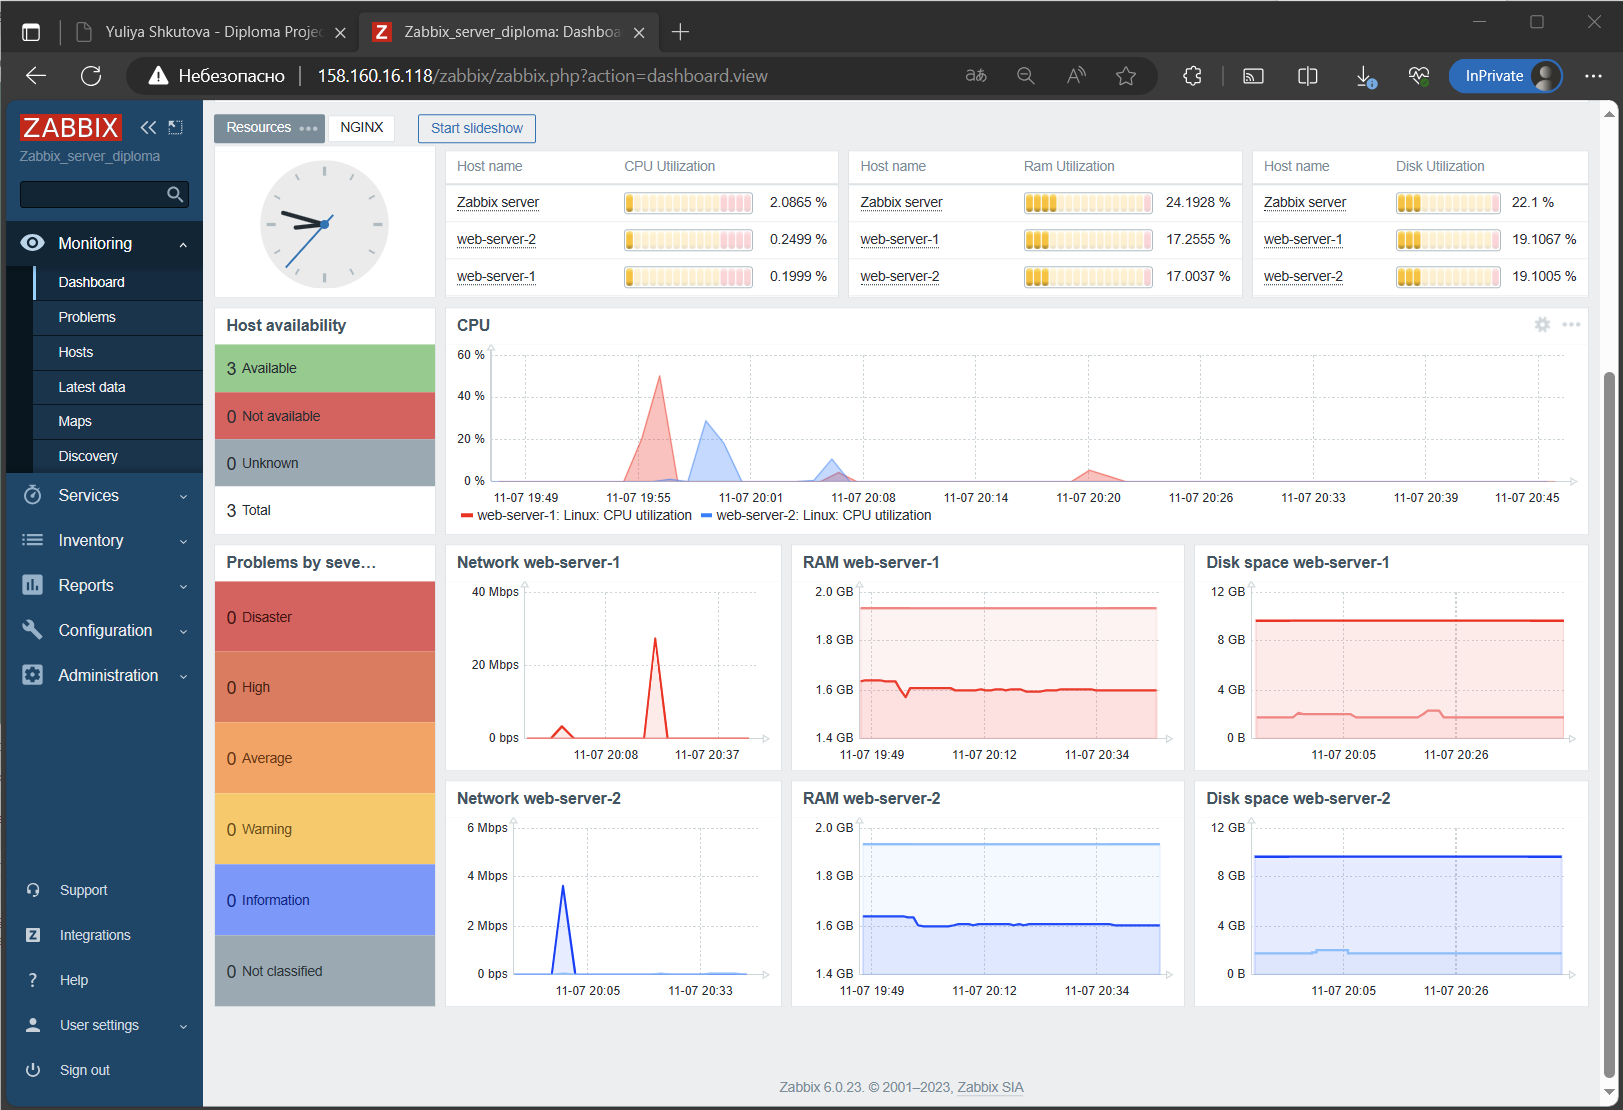 Yuliya Shkutova - Diploma Projec
Z Zabbix_server_diploma: Dashboa
Небезопасно 158.160.16.118/zabbix/zabbix.php?action=dashboard.view InPrivate
ZABBIX
Zabbix_server_diploma
Monitoring
Dashboard
Problems
Hosts
Latest data
Maps
Discovery
Services
Inventory
Reports
Configuration
Administration
Support
Integrations
Help
User settings
Sign out
Resources NGINX Start slideshow
Host name CPU Utilization
Zabbix server 2.0865 %
web-server-2 0.2499 %
web-server-1 0.1999 %
Host name Ram Utilization
Zabbix server 24.1928 %
web-server-1 17.2555 %
web-server-2 17.0037 %
Host name Disk Utilization
Zabbix server 22.1 %
web-server-1 19.1067 %
web-server-2 19.1005 %
Host availability
3 Available
0 Not available
0 Unknown
3 Total
CPU
60 %
40 %
20 %
0 %
11-07 19:49 11-07 19:55 11-07 20:01 11-07 20:08 11-07 20:14 11-07 20:20 11-07 20:26 11-07 20:33 11-07 20:39 11-07 20:45
web-server-1: Linux: CPU utilization web-server-2: Linux: CPU utilization
Problems by seve...
0 Disaster
0 High
0 Average
0 Warning
0 Information
0 Not classified
Network web-server-1
40 Mbps
20 Mbps
0 bps
11-07 20:08 11-07 20:37
RAM web-server-1
2.0 GB
1.8 GB
1.6 GB
1.4 GB
11-07 19:49 11-07 20:12 11-07 20:34
Disk space web-server-1
12 GB
8 GB
4 GB
0 B
11-07 20:05 11-07 20:26
Network web-server-2
6 Mbps
4 Mbps
2 Mbps
0 bps
11-07 20:05 11-07 20:33
RAM web-server-2
2.0 GB
1.8 GB
1.6 GB
1.4 GB
11-07 19:49 11-07 20:12 11-07 20:34
Disk space web-server-2
12 GB
8 GB
4 GB
0 B
11-07 20:05 11-07 20:26
Zabbix 6.0.23. © 2001–2023, Zabbix SIA